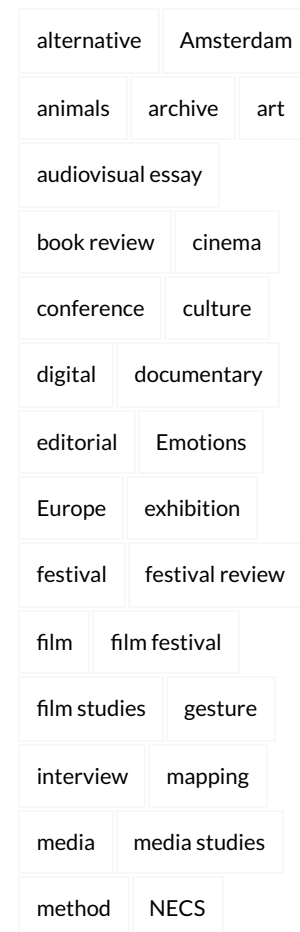 alternative Amsterdam
animals archive art
audiovisual essay
book review cinema
conference culture
digital documentary
editorial Emotions
Europe exhibition
festival festival review
film film festival
film studies gesture
interview mapping
media media studies
method NECS